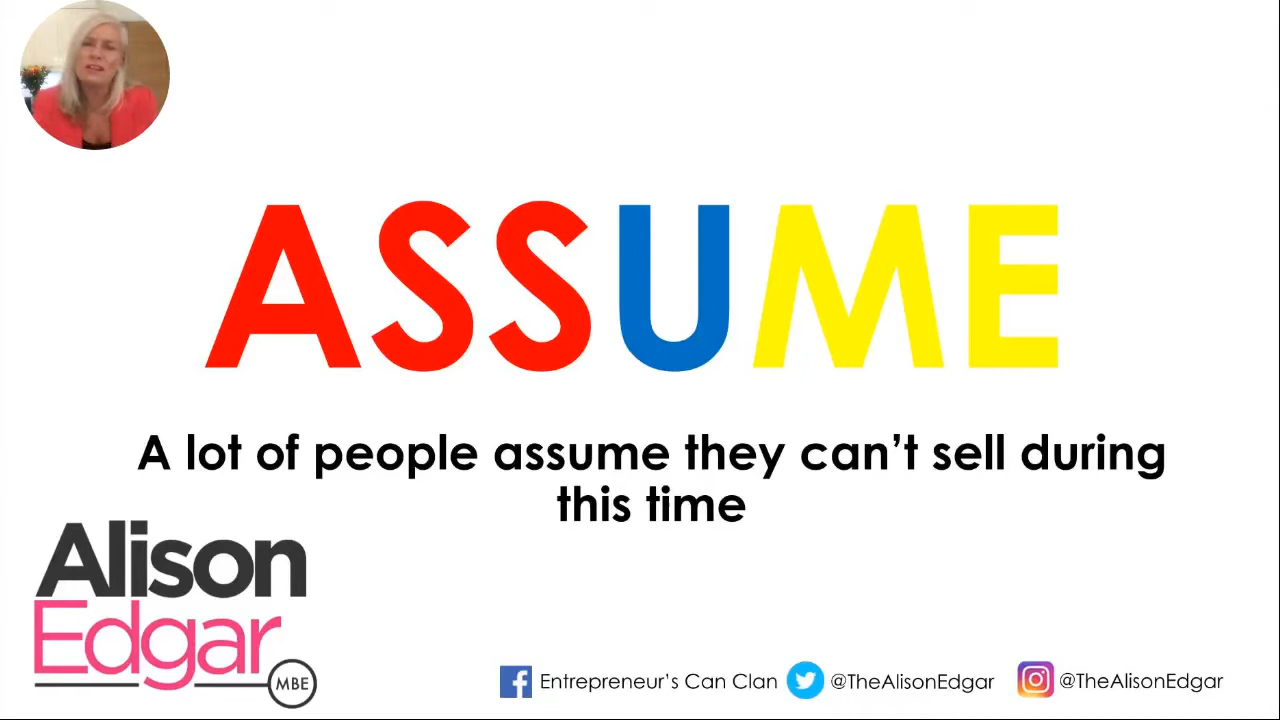 ASSUME
A lot of people assume they can’t sell during
this time
Alison
Edgar
MBE
Entrepreneur’s Can Clan @TheAlisonEdgar @TheAlisonEdgar